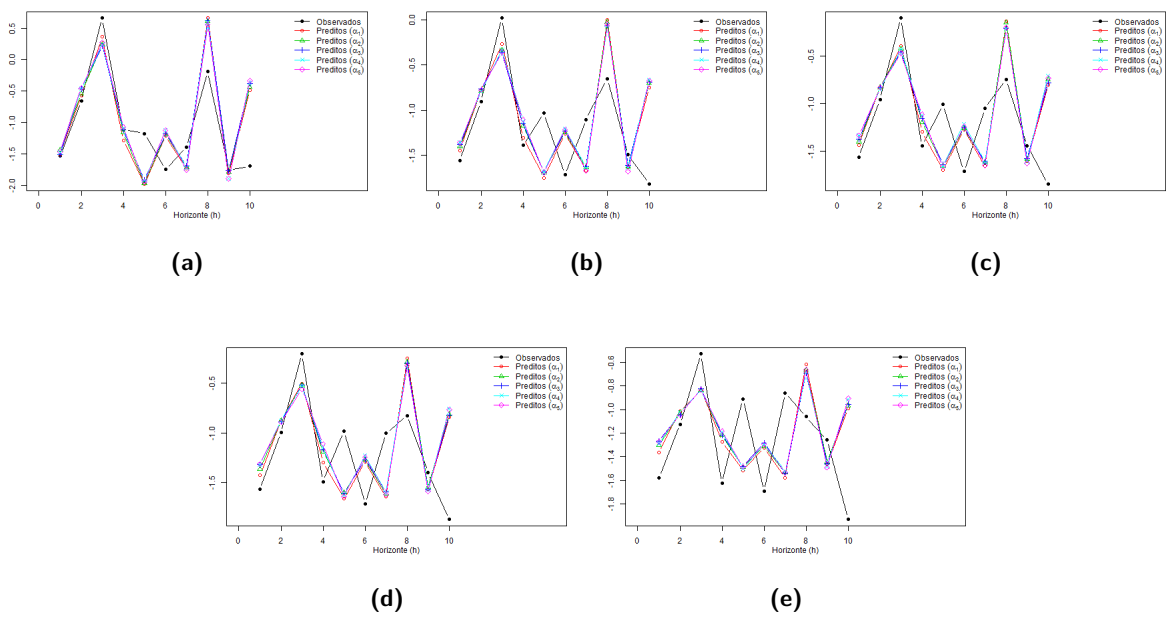 0.5
0.0
-0.5
-1.0
-1.5
-2.0
0 2 4 6 8 10
Horizonte (h)
Observados
Preditos (α₁)
Preditos (α₂)
Preditos (α₃)
Preditos (α₄)
Preditos (α₅)
(a)
0.0
-0.5
-1.0
-1.5
0 2 4 6 8 10
Horizonte (h)
Observados
Preditos (α₁)
Preditos (α₂)
Preditos (α₃)
Preditos (α₄)
Preditos (α₅)
(b)
-0.5
-1.0
-1.5
0 2 4 6 8 10
Horizonte (h)
Observados
Preditos (α₁)
Preditos (α₂)
Preditos (α₃)
Preditos (α₄)
Preditos (α₅)
(c)
-0.5
-1.0
-1.5
0 2 4 6 8 10
Horizonte (h)
Observados
Preditos (α₁)
Preditos (α₂)
Preditos (α₃)
Preditos (α₄)
Preditos (α₅)
(d)
-0.6
-0.8
-1.0
-1.2
-1.4
-1.6
-1.8
0 2 4 6 8 10
Horizonte (h)
Observados
Preditos (α₁)
Preditos (α₂)
Preditos (α₃)
Preditos (α₄)
Preditos (α₅)
(e)